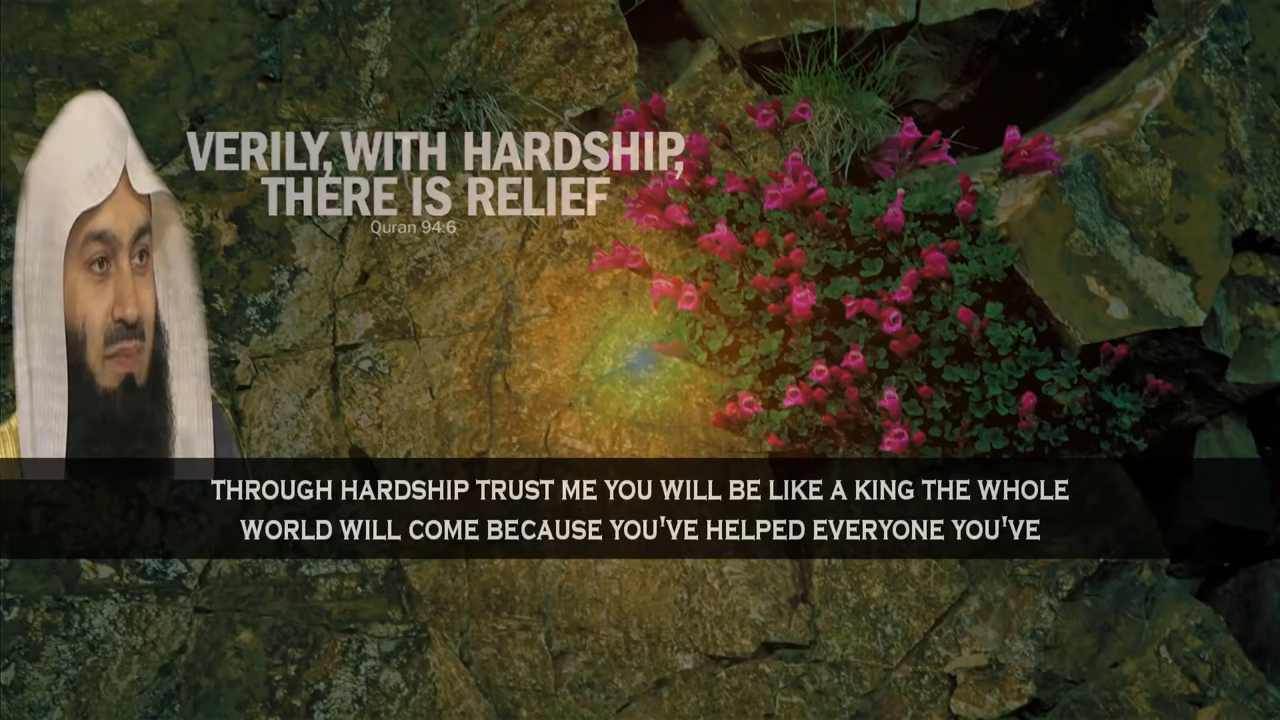 VERILY, WITH HARDSHIP,
THERE IS RELIEF
Quran 94:6
THROUGH HARDSHIP TRUST ME YOU WILL BE LIKE A KING THE WHOLE
WORLD WILL COME BECAUSE YOU'VE HELPED EVERYONE YOU'VE